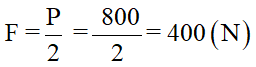 F = P/2 = 800/2 = 400 (N)